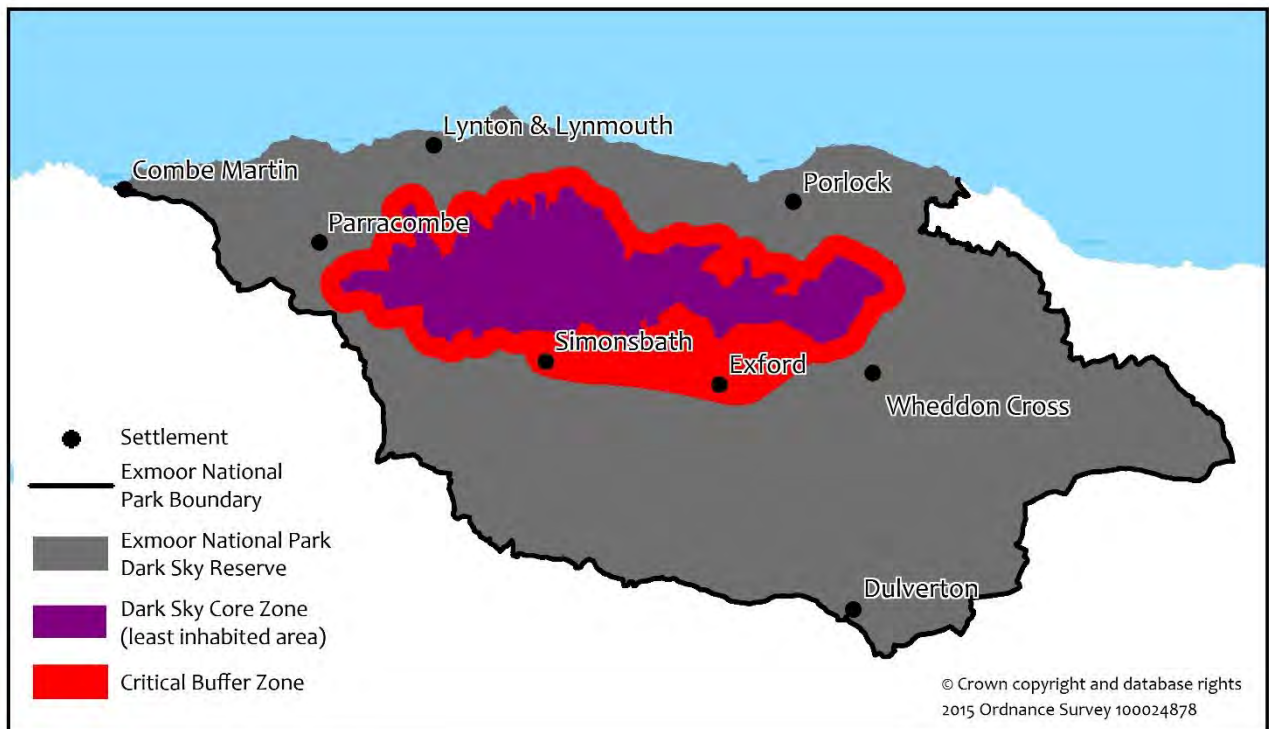 Lynton & Lynmouth
Combe Martin
Porlock
Parracombe
Simonsbath
Exford
Wheddon Cross
Dulverton
Settlement
Exmoor National
Park Boundary
Exmoor National Park
Dark Sky Reserve
Dark Sky Core Zone
(least inhabited area)
Critical Buffer Zone
© Crown copyright and database rights
2015 Ordnance Survey 100024878